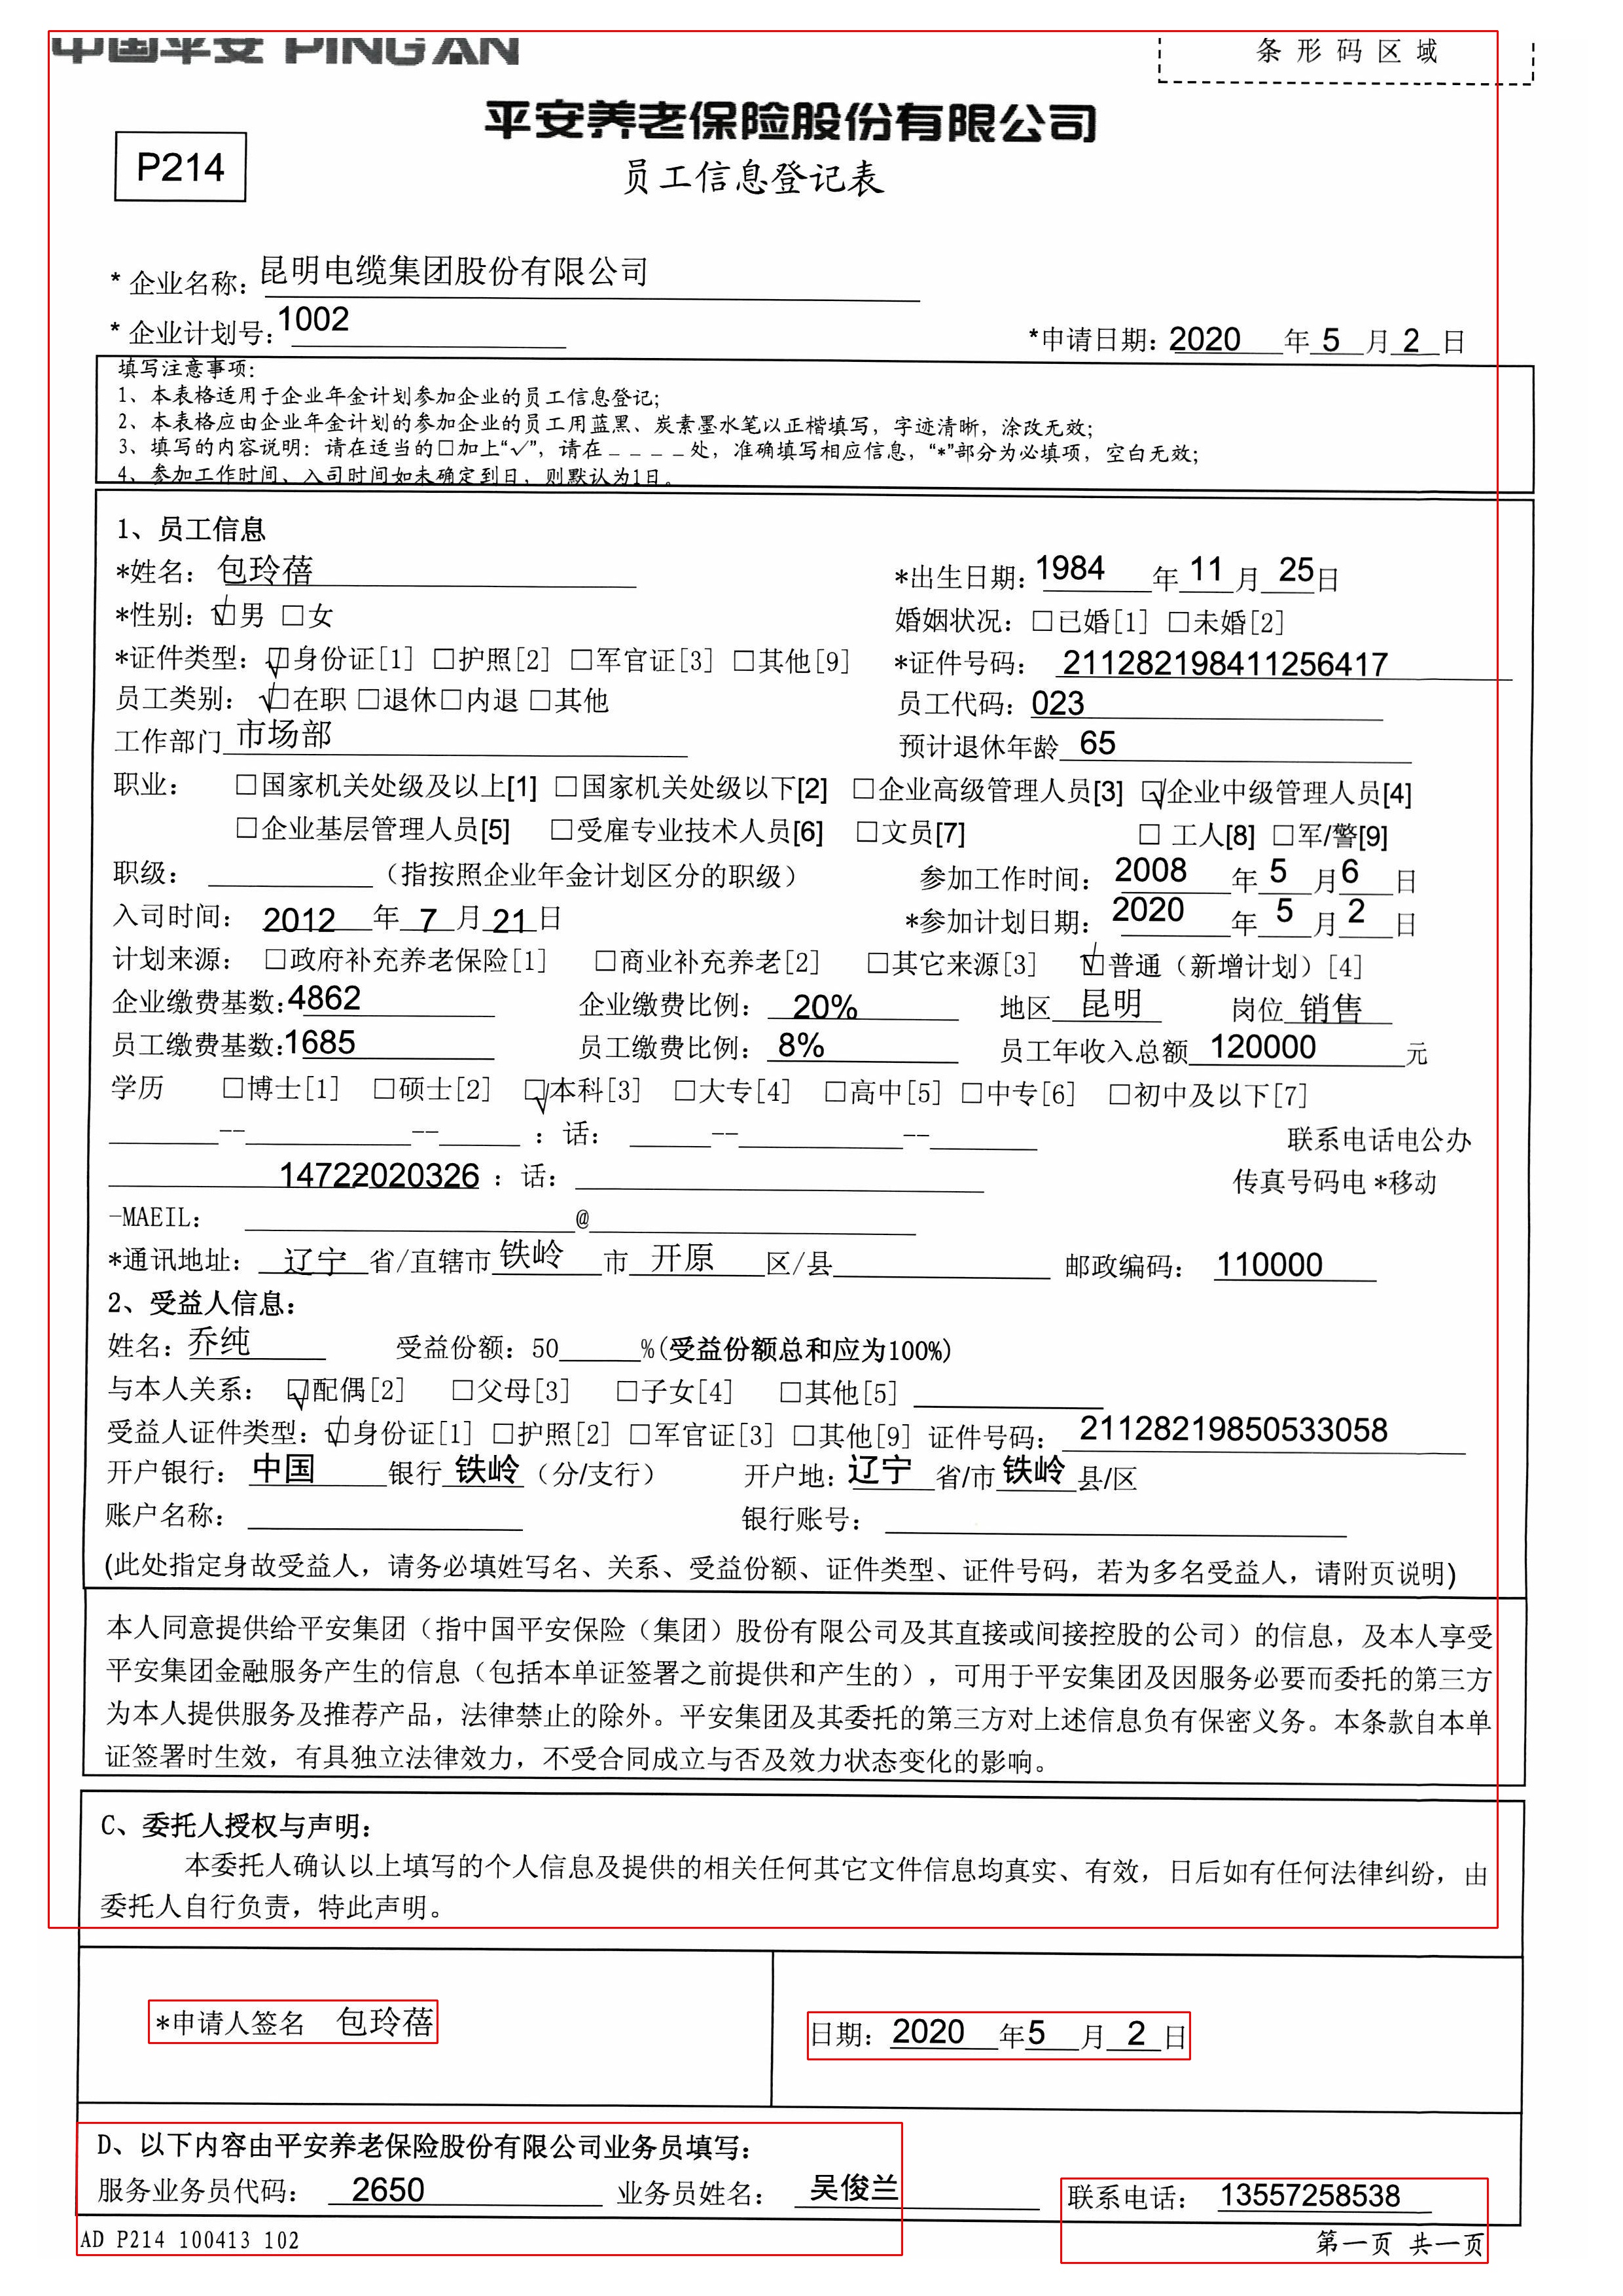 中国平安 PING AN
条 形 码 区 域
平安养老保险股份有限公司
P214
员工信息登记表
* 企业名称: 昆明电缆集团股份有限公司
* 企业计划号: 1002 *申请日期: 2020 年 5 月 2 日
填写注意事项:
1、本表格适用于企业年金计划参加企业的员工信息登记;
2、本表格应由企业年金计划的参加企业的员工用蓝黑、炭素墨水笔以正楷填写, 字迹清晰, 涂改无效;
3、填写的内容说明: 请在适当的□加上“√”, 请在 _ _ _ _ 处, 准确填写相应信息, “*”部分为必填项, 空白无效;
4、参加工作时间、入司时间如未确定到日, 则默认为1日。
1、员工信息
*姓名: 包玲蓓 *出生日期: 1984 年 11 月 25 日
*性别: ☑男 □女 婚姻状况: □已婚[1] □未婚[2]
*证件类型: ☑身份证[1] □护照[2] □军官证[3] □其他[9] *证件号码: 211282198411256417
员工类别: ☑在职 □退休□内退 □其他 员工代码: 023
工作部门 市场部 预计退休年龄 65
职业: □国家机关处级及以上[1] □国家机关处级以下[2] □企业高级管理人员[3] ☑企业中级管理人员[4]
□企业基层管理人员[5] □受雇专业技术人员[6] □文员[7] □ 工人[8] □军/警[9]
职级: ______ (指按照企业年金计划区分的职级) 参加工作时间: 2008 年 5 月 6 日
入司时间: 2012 年 7 月 21 日 *参加计划日期: 2020 年 5 月 2 日
计划来源: □政府补充养老保险[1] □商业补充养老[2] □其它来源[3] ☑普通 (新增计划) [4]
企业缴费基数: 4862 企业缴费比例: 20% 地区 昆明 岗位 销售
员工缴费基数: 1685 员工缴费比例: 8% 员工年收入总额 120000 元
学历 □博士[1] □硕士[2] ☑本科[3] □大专[4] □高中[5] □中专[6] □初中及以下[7]
____--______--____ : 话: ____--______--____ 联系电话电公办
14722020326 : 话: ____________ 传真号码电 *移动
-MAEIL: ____________@____________
*通讯地址: 辽宁 省/直辖市 铁岭 市 开原 区/县________ 邮政编码: 110000
2、受益人信息:
姓名: 乔纯 受益份额: 50______%(受益份额总和应为100%)
与本人关系: ☑配偶[2] □父母[3] □子女[4] □其他[5] ________
受益人证件类型: ☑身份证[1] □护照[2] □军官证[3] □其他[9] 证件号码: 21128219850533058
开户银行: 中国 银行 铁岭 (分/支行) 开户地: 辽宁 省/市 铁岭 县/区
账户名称: __________ 银行账号: ________________
(此处指定身故受益人, 请务必填姓写名、关系、受益份额、证件类型、证件号码, 若为多名受益人, 请附页说明)
本人同意提供给平安集团 (指中国平安保险 (集团) 股份有限公司及其直接或间接控股的公司) 的信息, 及本人享受
平安集团金融服务产生的信息 (包括本单证签署之前提供和产生的), 可用于平安集团及因服务必要而委托的第三方
为本人提供服务及推荐产品, 法律禁止的除外。平安集团及其委托的第三方对上述信息负有保密义务。本条款自本单
证签署时生效, 有具独立法律效力, 不受合同成立与否及效力状态变化的影响。
C、委托人授权与声明:
本委托人确认以上填写的个人信息及提供的相关任何其它文件信息均真实、有效, 日后如有任何法律纠纷, 由
委托人自行负责, 特此声明。
*申请人签名 包玲蓓 日期: 2020 年 5 月 2 日
D、以下内容由平安养老保险股份有限公司业务员填写:
服务业务员代码: 2650 业务员姓名: 吴俊兰 联系电话: 13557258538
AD P214 100413 102 第一页 共一页